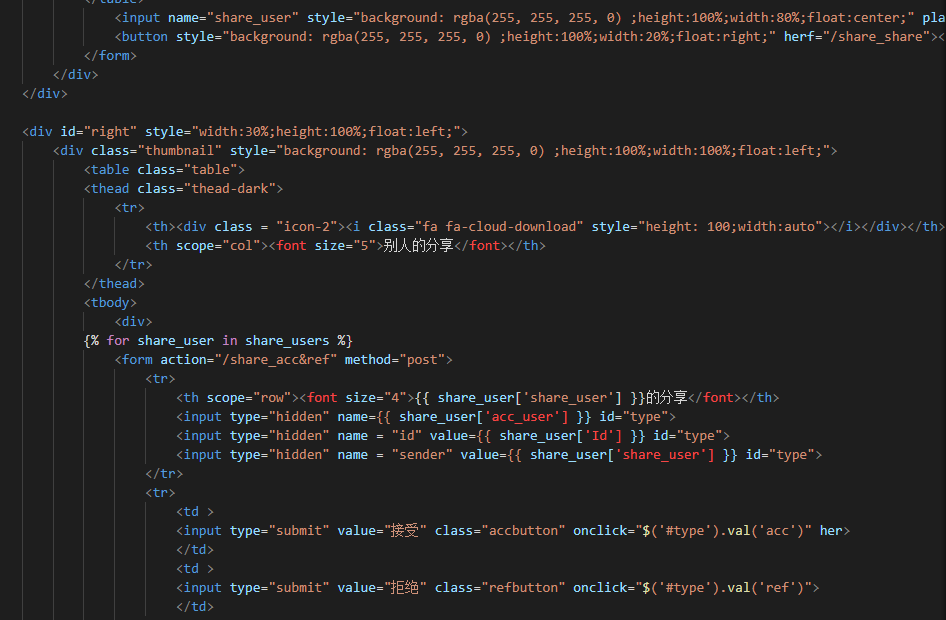 </table>
<input name="share_user" style="background: rgba(255, 255, 255, 0) ;height:100%;width:80%;float:center;" pla
<button style="background: rgba(255, 255, 255, 0) ;height:100%;width:20%;float:right;" herf="/share_share"><
</form>
</div>
</div>
<div id="right" style="width:30%;height:100%;float:left;">
<div class="thumbnail" style="background: rgba(255, 255, 255, 0) ;height:100%;width:100%;float:left;">
<table class="table">
<thead class="thead-dark">
<tr>
<th><div class = "icon-2"><i class="fa fa-cloud-download" style="height: 100;width:auto"></i></div></th>
<th scope="col"><font size="5">别人的分享</font></th>
</tr>
</thead>
<tbody>
<div>
{% for share_user in share_users %}
<form action="/share_acc&ref" method="post">
<tr>
<th scope="row"><font size="4">{{ share_user['share_user'] }}的分享</font></th>
<input type="hidden" name={{ share_user['acc_user'] }} id="type">
<input type="hidden" name = "id" value={{ share_user['Id'] }} id="type">
<input type="hidden" name = "sender" value={{ share_user['share_user'] }} id="type">
</tr>
<tr>
<td >
<input type="submit" value="接受" class="accbutton" onclick="$('#type').val('acc')" her>
</td>
<td >
<input type="submit" value="拒绝" class="refbutton" onclick="$('#type').val('ref')">
</td>